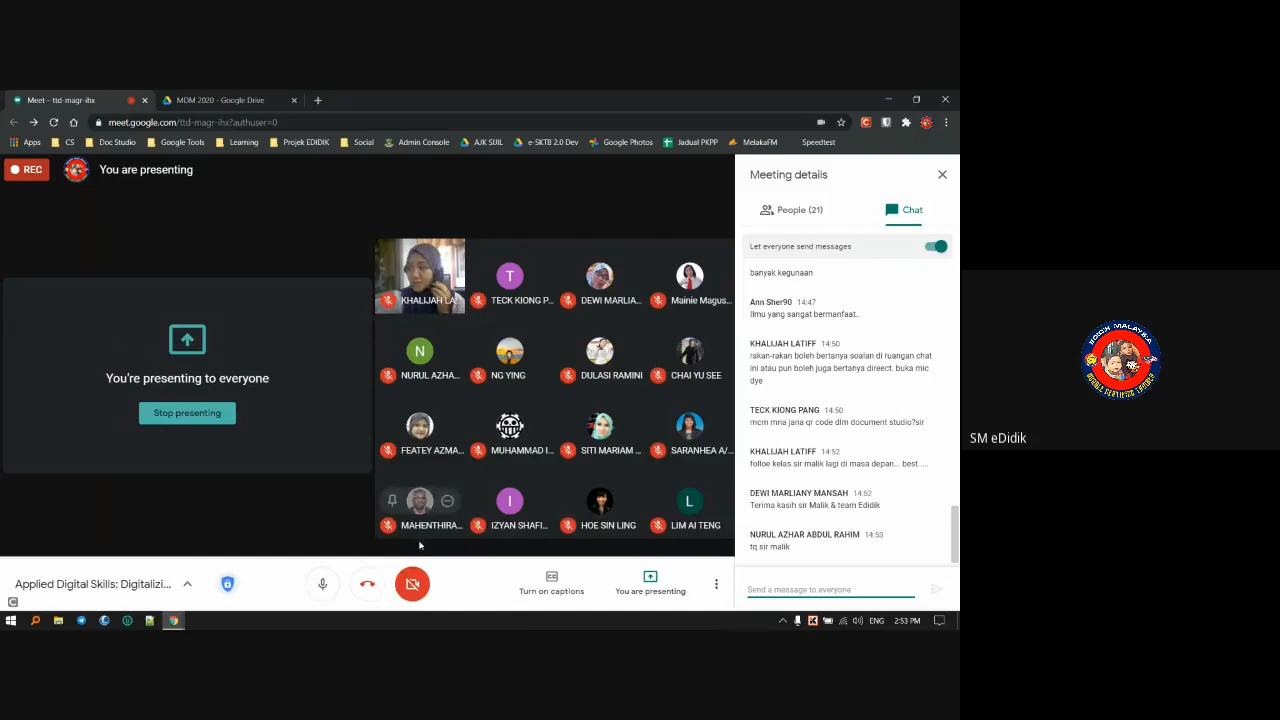 Meet – ttd-magr-ihx
MDM 2020 - Google Drive
meet.google.com/ttd-magr-ihx?authuser=0
Apps
CS
Doc Studio
Google Tools
Learning
Projek EDIDIK
Social
Admin Console
AJK SUIL
e-SKTB 2.0 Dev
Google Photos
Jadual PKPP
MelakaFM
Speedtest
REC
You are presenting
Meeting details
People (21)
Chat
Let everyone send messages
banyak kegunaan
Ann Sher90 14:47
Ilmu yang sangat bermanfaat..
KHALIJAH LATIFF 14:50
rakan-rakan boleh bertanya soalan di ruangan chat
ini atau pun boleh juga bertanya direct. buka mic
dye
TECK KIONG PANG 14:50
mcm mna jana qr code dlm document studio?sir
KHALIJAH LATIFF 14:52
folloe kelas sir malik lagi di masa depan... best.....
DEWI MARLIANY MANSAH 14:52
Terima kasih sir Malik & team Edidik
NURUL AZHAR ABDUL RAHIM 14:53
tq sir malik
Send a message to everyone
You're presenting to everyone
Stop presenting
KHALIJAH LA...
T
TECK KIONG P...
DEWI MARLIA...
Mainie Magus...
N
NURUL AZHA...
NG YING
DULASI RAMINI
CHAI YU SEE
FEATEY AZMA...
MUHAMMAD I...
SITI MARIAM ...
SARANHEA A/...
MAHENTHIRA...
I
IZYAN SHAFI...
HOE SIN LING
L
LIM AI TENG
Applied Digital Skills: Digitalizi...
Turn on captions
You are presenting
ENG
2:53 PM
EDIDIK MALAYSIA
GOOGLE CERTIFIED TRAINER
SM eDidik